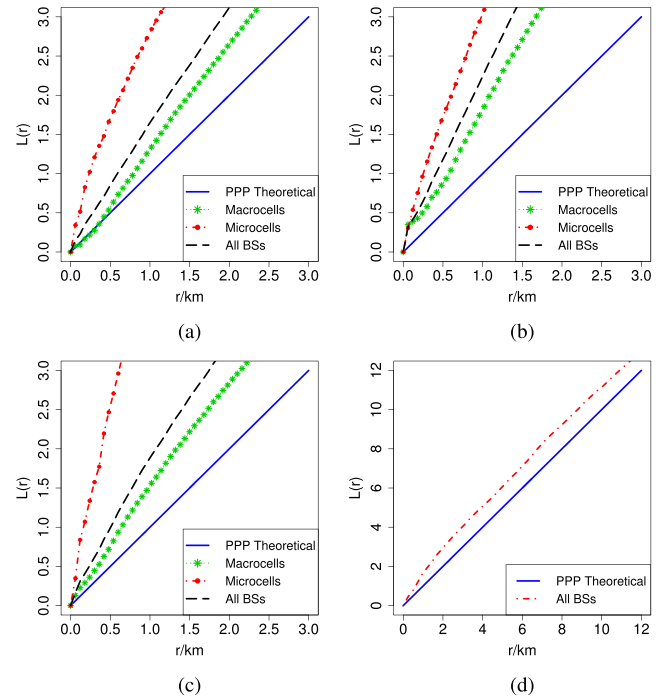 3.0
2.5
2.0
1.5
1.0
0.5
0.0
L(r)
PPP Theoretical
Macrocells
Microcells
All BSs
0.0 0.5 1.0 1.5 2.0 2.5 3.0
r/km
(a)
3.0
2.5
2.0
1.5
1.0
0.5
0.0
L(r)
PPP Theoretical
Macrocells
Microcells
All BSs
0.0 0.5 1.0 1.5 2.0 2.5 3.0
r/km
(b)
3.0
2.5
2.0
1.5
1.0
0.5
0.0
L(r)
PPP Theoretical
Macrocells
Microcells
All BSs
0.0 0.5 1.0 1.5 2.0 2.5 3.0
r/km
(c)
12
10
8
6
4
2
0
L(r)
PPP Theoretical
All BSs
0 2 4 6 8 10 12
r/km
(d)